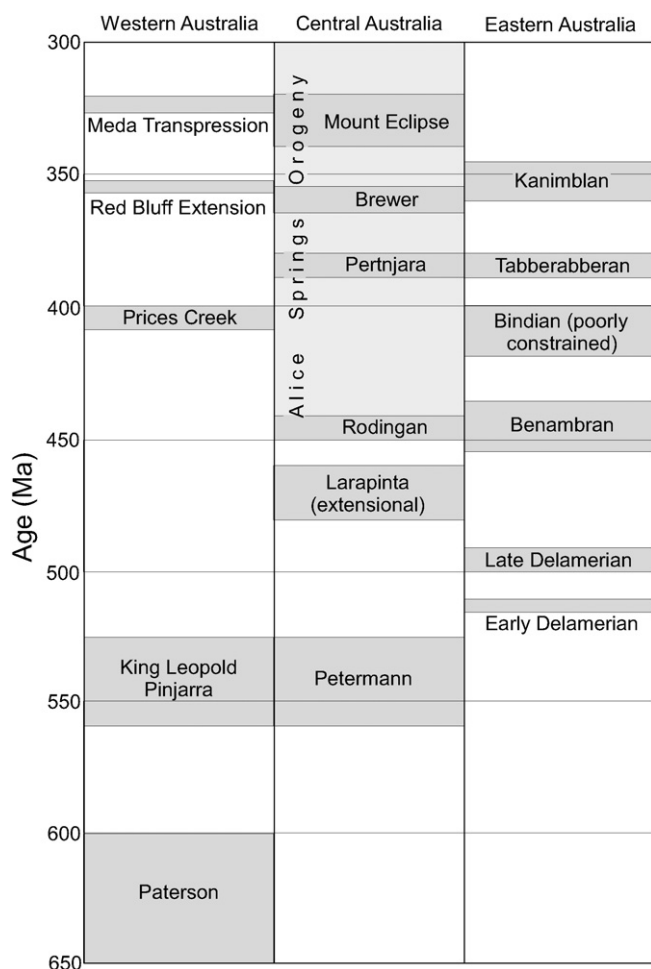 Western Australia
Central Australia
Eastern Australia
Age (Ma)
300
350
400
450
500
550
600
650
Meda Transpression
Red Bluff Extension
Prices Creek
King Leopold
Pinjarra
Paterson
Alice Springs Orogeny
Mount Eclipse
Brewer
Pertnjara
Rodingan
Larapinta
(extensional)
Petermann
Kanimblan
Tabberabberan
Bindian (poorly
constrained)
Benambran
Late Delamerian
Early Delamerian